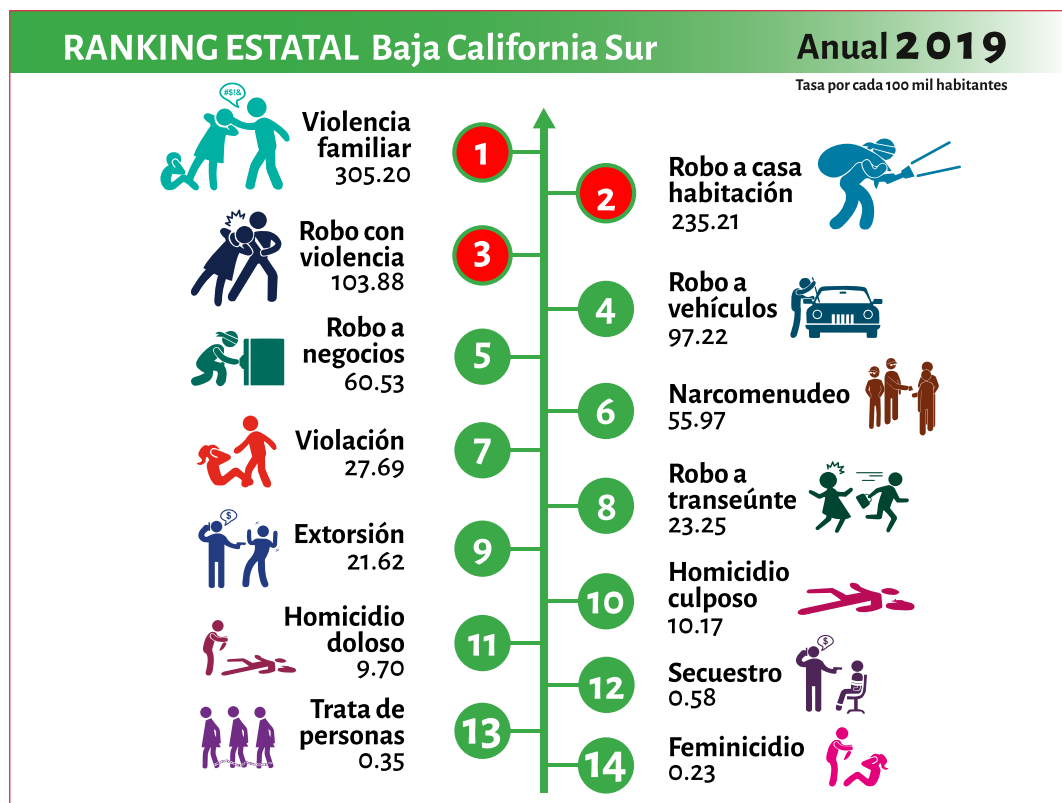 RANKING ESTATAL Baja California Sur
Anual 2019
Tasa por cada 100 mil habitantes
#$!&
Violencia
familiar
305.20
1
2
Robo a casa
habitación
235.21
Robo con
violencia
103.88
3
4
Robo a
vehículos
97.22
Robo a
negocios
60.53
5
6
Narcomenudeo
55.97
Violación
27.69
7
8
Robo a
transeúnte
23.25
$
Extorsión
21.62
9
10
Homicidio
culposo
10.17
Homicidio
doloso
9.70
11
12
Secuestro
0.58
$
Trata de
personas
0.35
13
14
Feminicidio
0.23